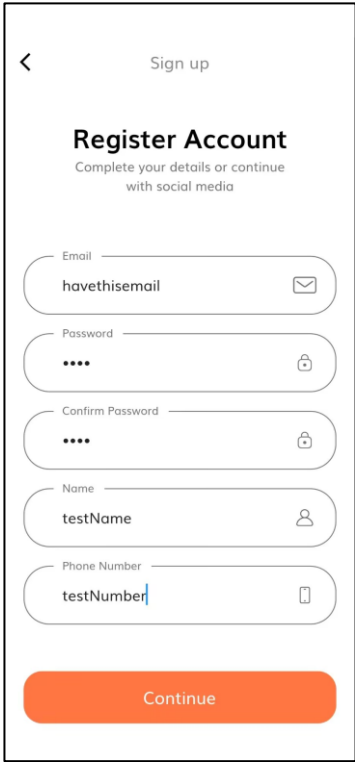 Sign up
Register Account
Complete your details or continue
with social media
Email
havethisemail
Password
••••
Confirm Password
••••
Name
testName
Phone Number
testNumber
Continue